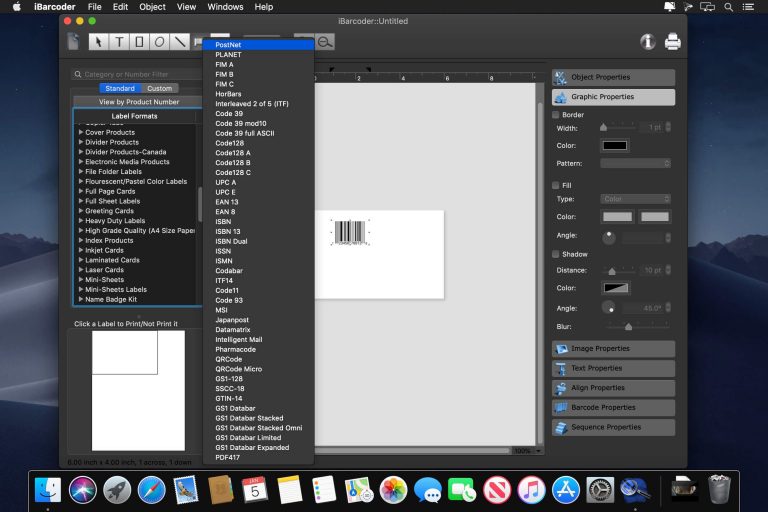 iBarcoder File Label Edit Object View Windows Help
iBarcoder::Untitled
Category or Number Filter
Standard Custom
View by Product Number
Label Formats
Cover Products
Divider Products
Divider Products-Canada
Electronic Media Products
File Folder Labels
Flourescent/Pastel Color Labels
Full Page Cards
Full Sheet Labels
Greeting Cards
Heavy Duty Labels
High Grade Quality (A4 Size Paper
Index Products
Inkjet Cards
Laminated Cards
Laser Cards
Mini-Sheets
Mini-Sheets Labels
Name Badge Kit
Click a Label to Print/Not Print it
6.00 inch x 4.00 inch, 1 across, 1 down
PostNet
PLANET
FIM A
FIM B
FIM C
HorBars
Interleaved 2 of 5 (ITF)
Code 39
Code 39 mod10
Code 39 full ASCII
Code128
Code128 A
Code128 B
Code128 C
UPC A
UPC E
EAN 13
EAN 8
ISBN
ISBN 13
ISBN Dual
ISSN
ISMN
Codabar
ITF14
Code11
Code 93
MSI
Japanpost
Datamatrix
Intelligent Mail
Pharmacode
QRCode
QRCode Micro
GS1-128
SSCC-18
GTIN-14
GS1 Databar
GS1 Databar Stacked
GS1 Databar Stacked Omni
GS1 Databar Limited
GS1 Databar Expanded
PDF417
2 4 6 8
100%
Object Properties
Graphic Properties
Border
Width: 1 pt
Color:
Pattern:
Fill
Type: Color
Color:
Angle:
Shadow
Distance: 10 pt
Color:
Angle: 45.0°
Blur:
Image Properties
Text Properties
Align Properties
Barcode Properties
Sequence Properties
JAN
5